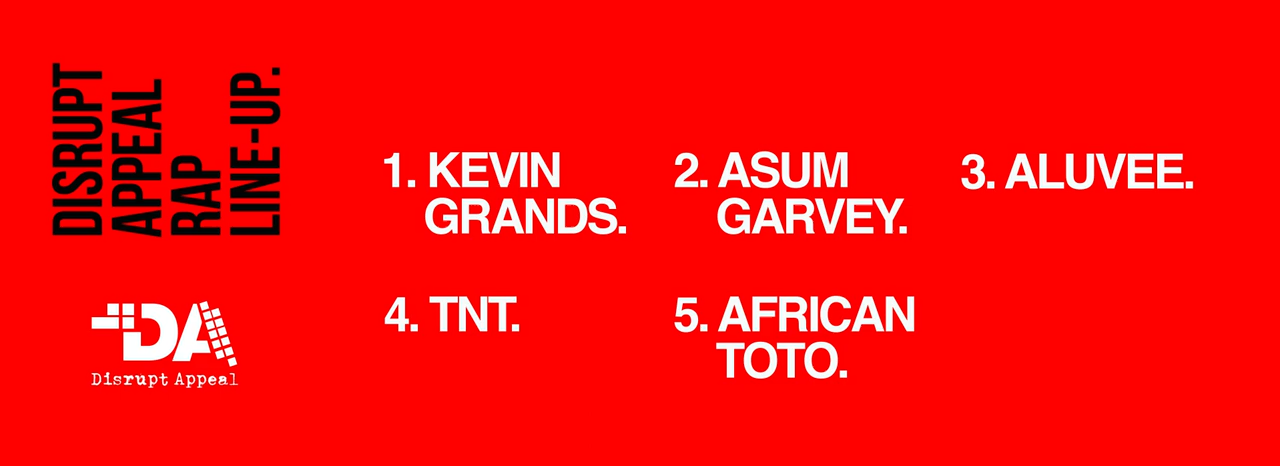 DISRUPT
APPEAL
RAP
LINE-UP.
1. KEVIN
GRANDS.
2. ASUM
GARVEY.
3. ALUVEE.
4. TNT.
5. AFRICAN
TOTO.
DA
Disrupt Appeal